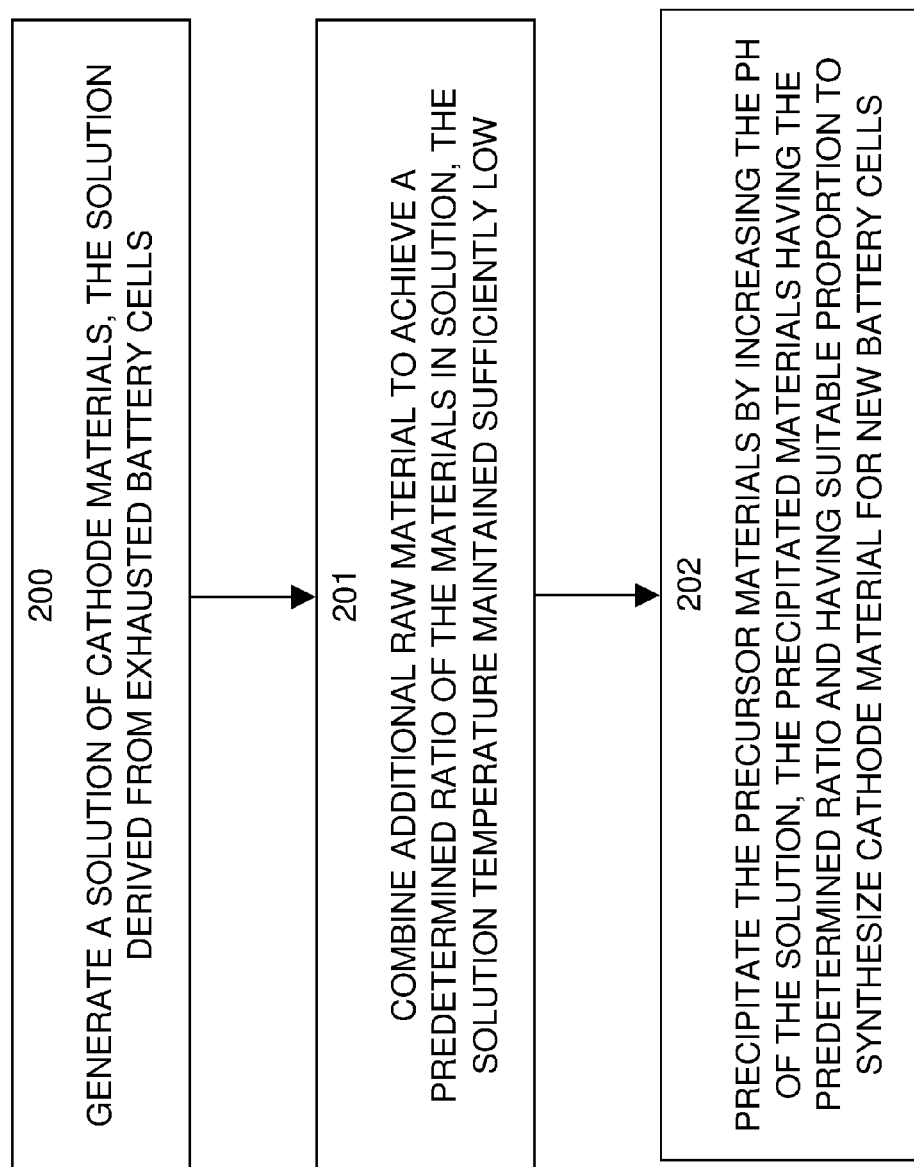 200
GENERATE A SOLUTION OF CATHODE MATERIALS, THE SOLUTION
DERIVED FROM EXHAUSTED BATTERY CELLS
201
COMBINE ADDITIONAL RAW MATERIAL TO ACHIEVE A
PREDETERMINED RATIO OF THE MATERIALS IN SOLUTION, THE
SOLUTION TEMPERATURE MAINTAINED SUFFICIENTLY LOW
202
PRECIPITATE THE PRECURSOR MATERIALS BY INCREASING THE PH
OF THE SOLUTION, THE PRECIPITATED MATERIALS HAVING THE
PREDETERMINED RATIO AND HAVING SUITABLE PROPORTION TO
SYNTHESIZE CATHODE MATERIAL FOR NEW BATTERY CELLS